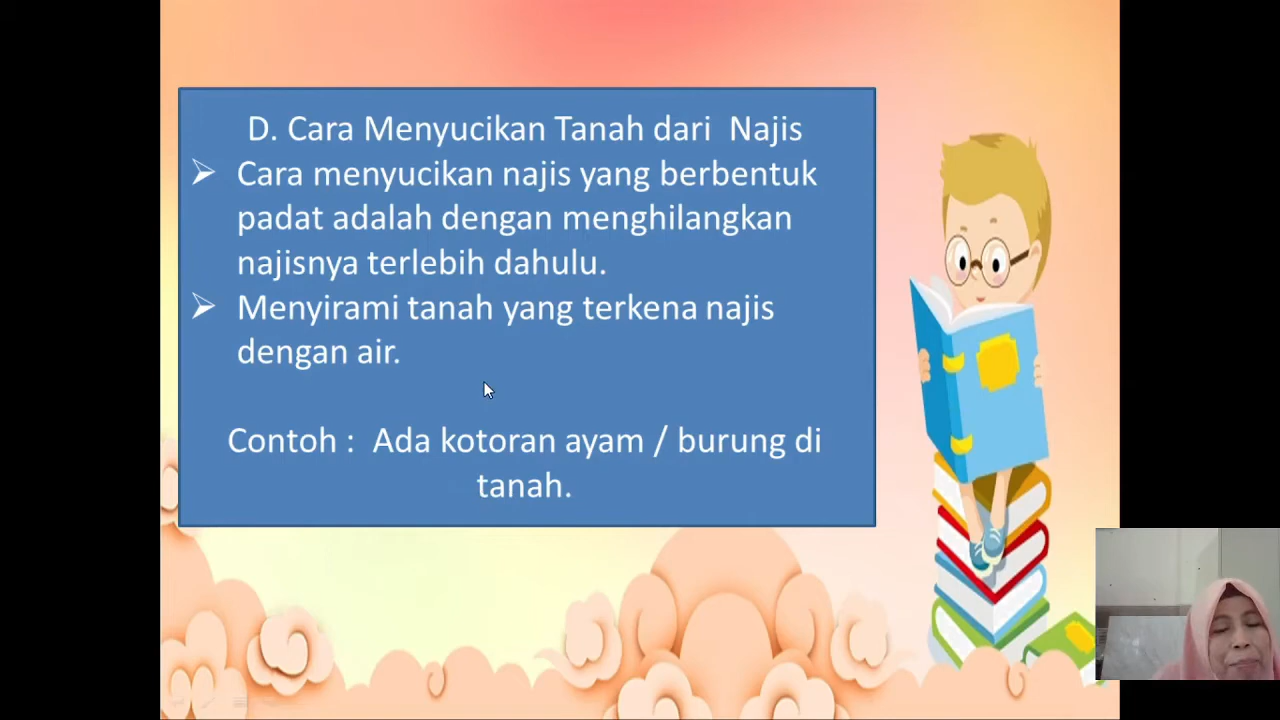 D. Cara Menyucikan Tanah dari Najis
➢ Cara menyucikan najis yang berbentuk
padat adalah dengan menghilangkan
najisnya terlebih dahulu.
➢ Menyirami tanah yang terkena najis
dengan air.
Contoh : Ada kotoran ayam / burung di
tanah.